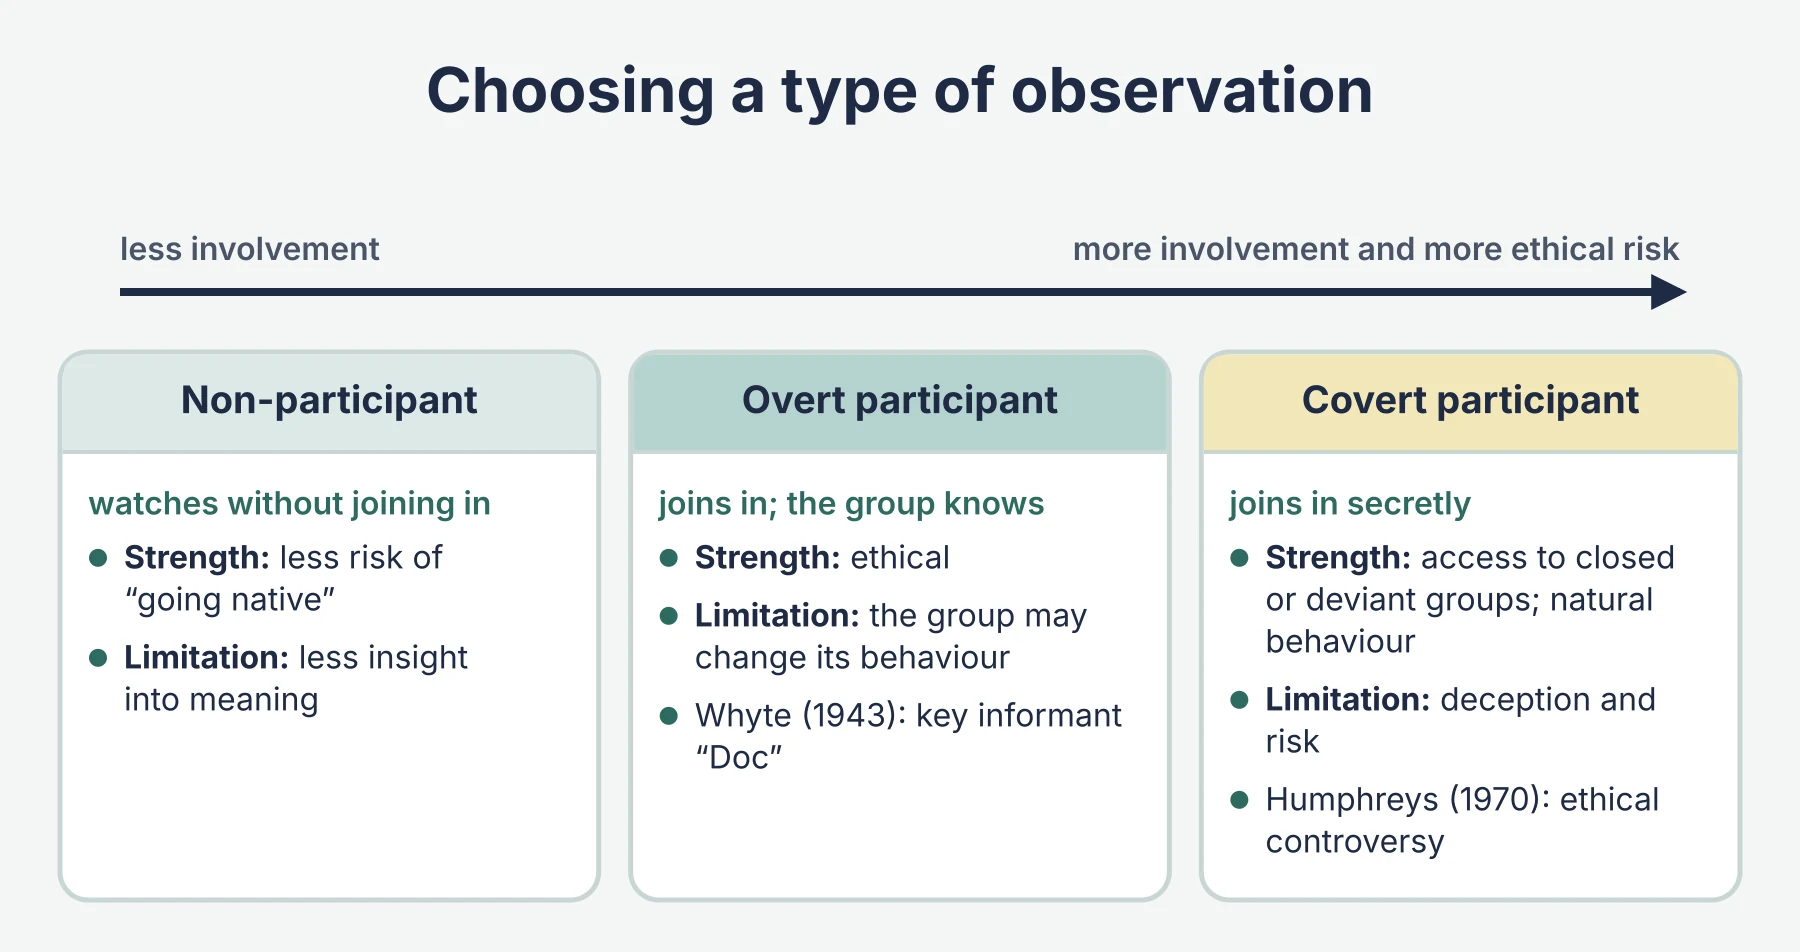 Choosing a type of observation
less involvement
more involvement and more ethical risk
Non-participant
watches without joining in
Strength: less risk of
“going native”
Limitation: less insight
into meaning
Overt participant
joins in; the group knows
Strength: ethical
Limitation: the group may
change its behaviour
Whyte (1943): key informant
“Doc”
Covert participant
joins in secretly
Strength: access to closed
or deviant groups; natural
behaviour
Limitation: deception and
risk
Humphreys (1970): ethical
controversy